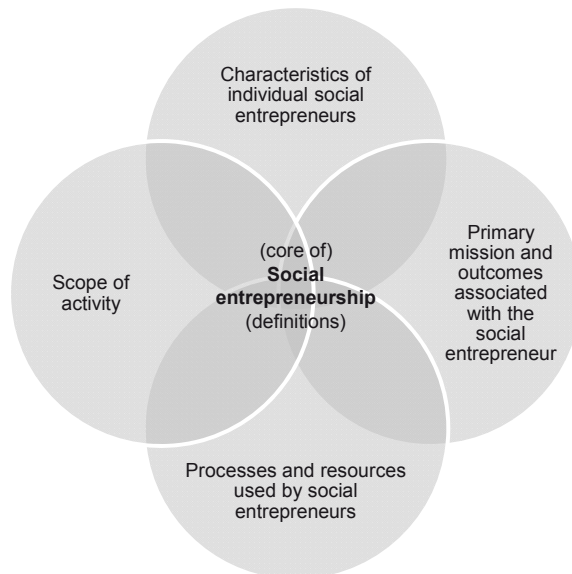 Characteristics of
individual social
entrepreneurs
Scope of
activity
(core of)
Social
entrepreneurship
(definitions)
Primary
mission and
outcomes
associated
with the
social
entrepreneur
Processes and resources
used by social
entrepreneurs